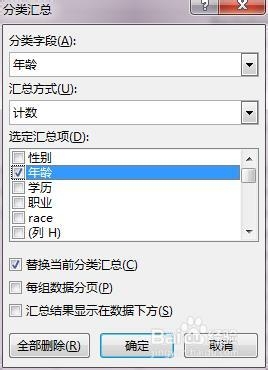 分类汇总
分类字段(A):
年龄
汇总方式(U):
计数
选定汇总项(D):
性别
年龄
学历
职业
race
(列 H)
替换当前分类汇总(C)
每组数据分页(P)
汇总结果显示在数据下方(S)
全部删除(R) 确定 取消